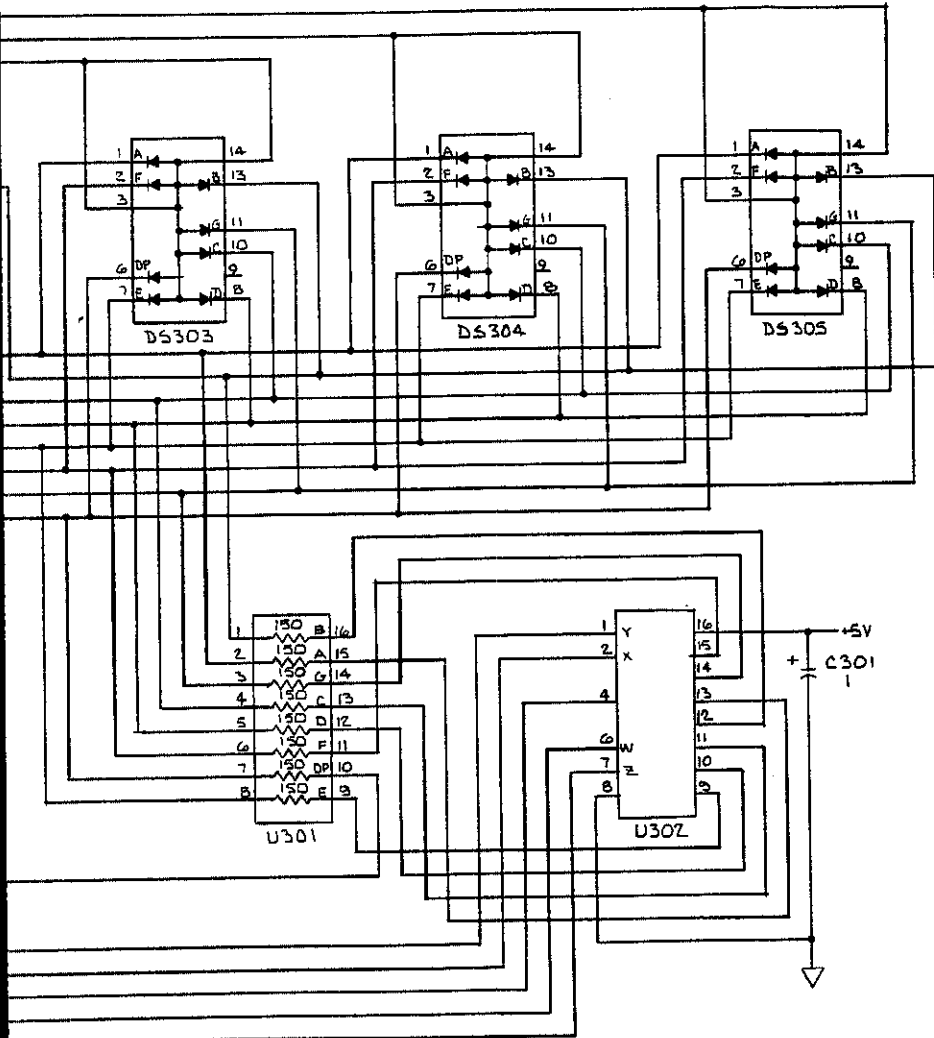 1 A 14
2 F B 13
3
G 11
C 10
6 DP 9
7 E D 8
DS303
1 A 14
2 F B 13
3
G 11
C 10
6 DP 9
7 E D 8
DS304
1 A 14
2 F B 13
3
G 11
C 10
6 DP 9
7 E D 8
DS305
1 150 B 16
2 150 A 15
3 150 G 14
4 150 C 13
5 150 D 12
6 150 F 11
7 150 DP 10
8 150 E 9
U301
1 Y 16
2 X 15
14
4 13
12
6 W 11
7 Z 10
8 9
U302
+5V
+ C301
1